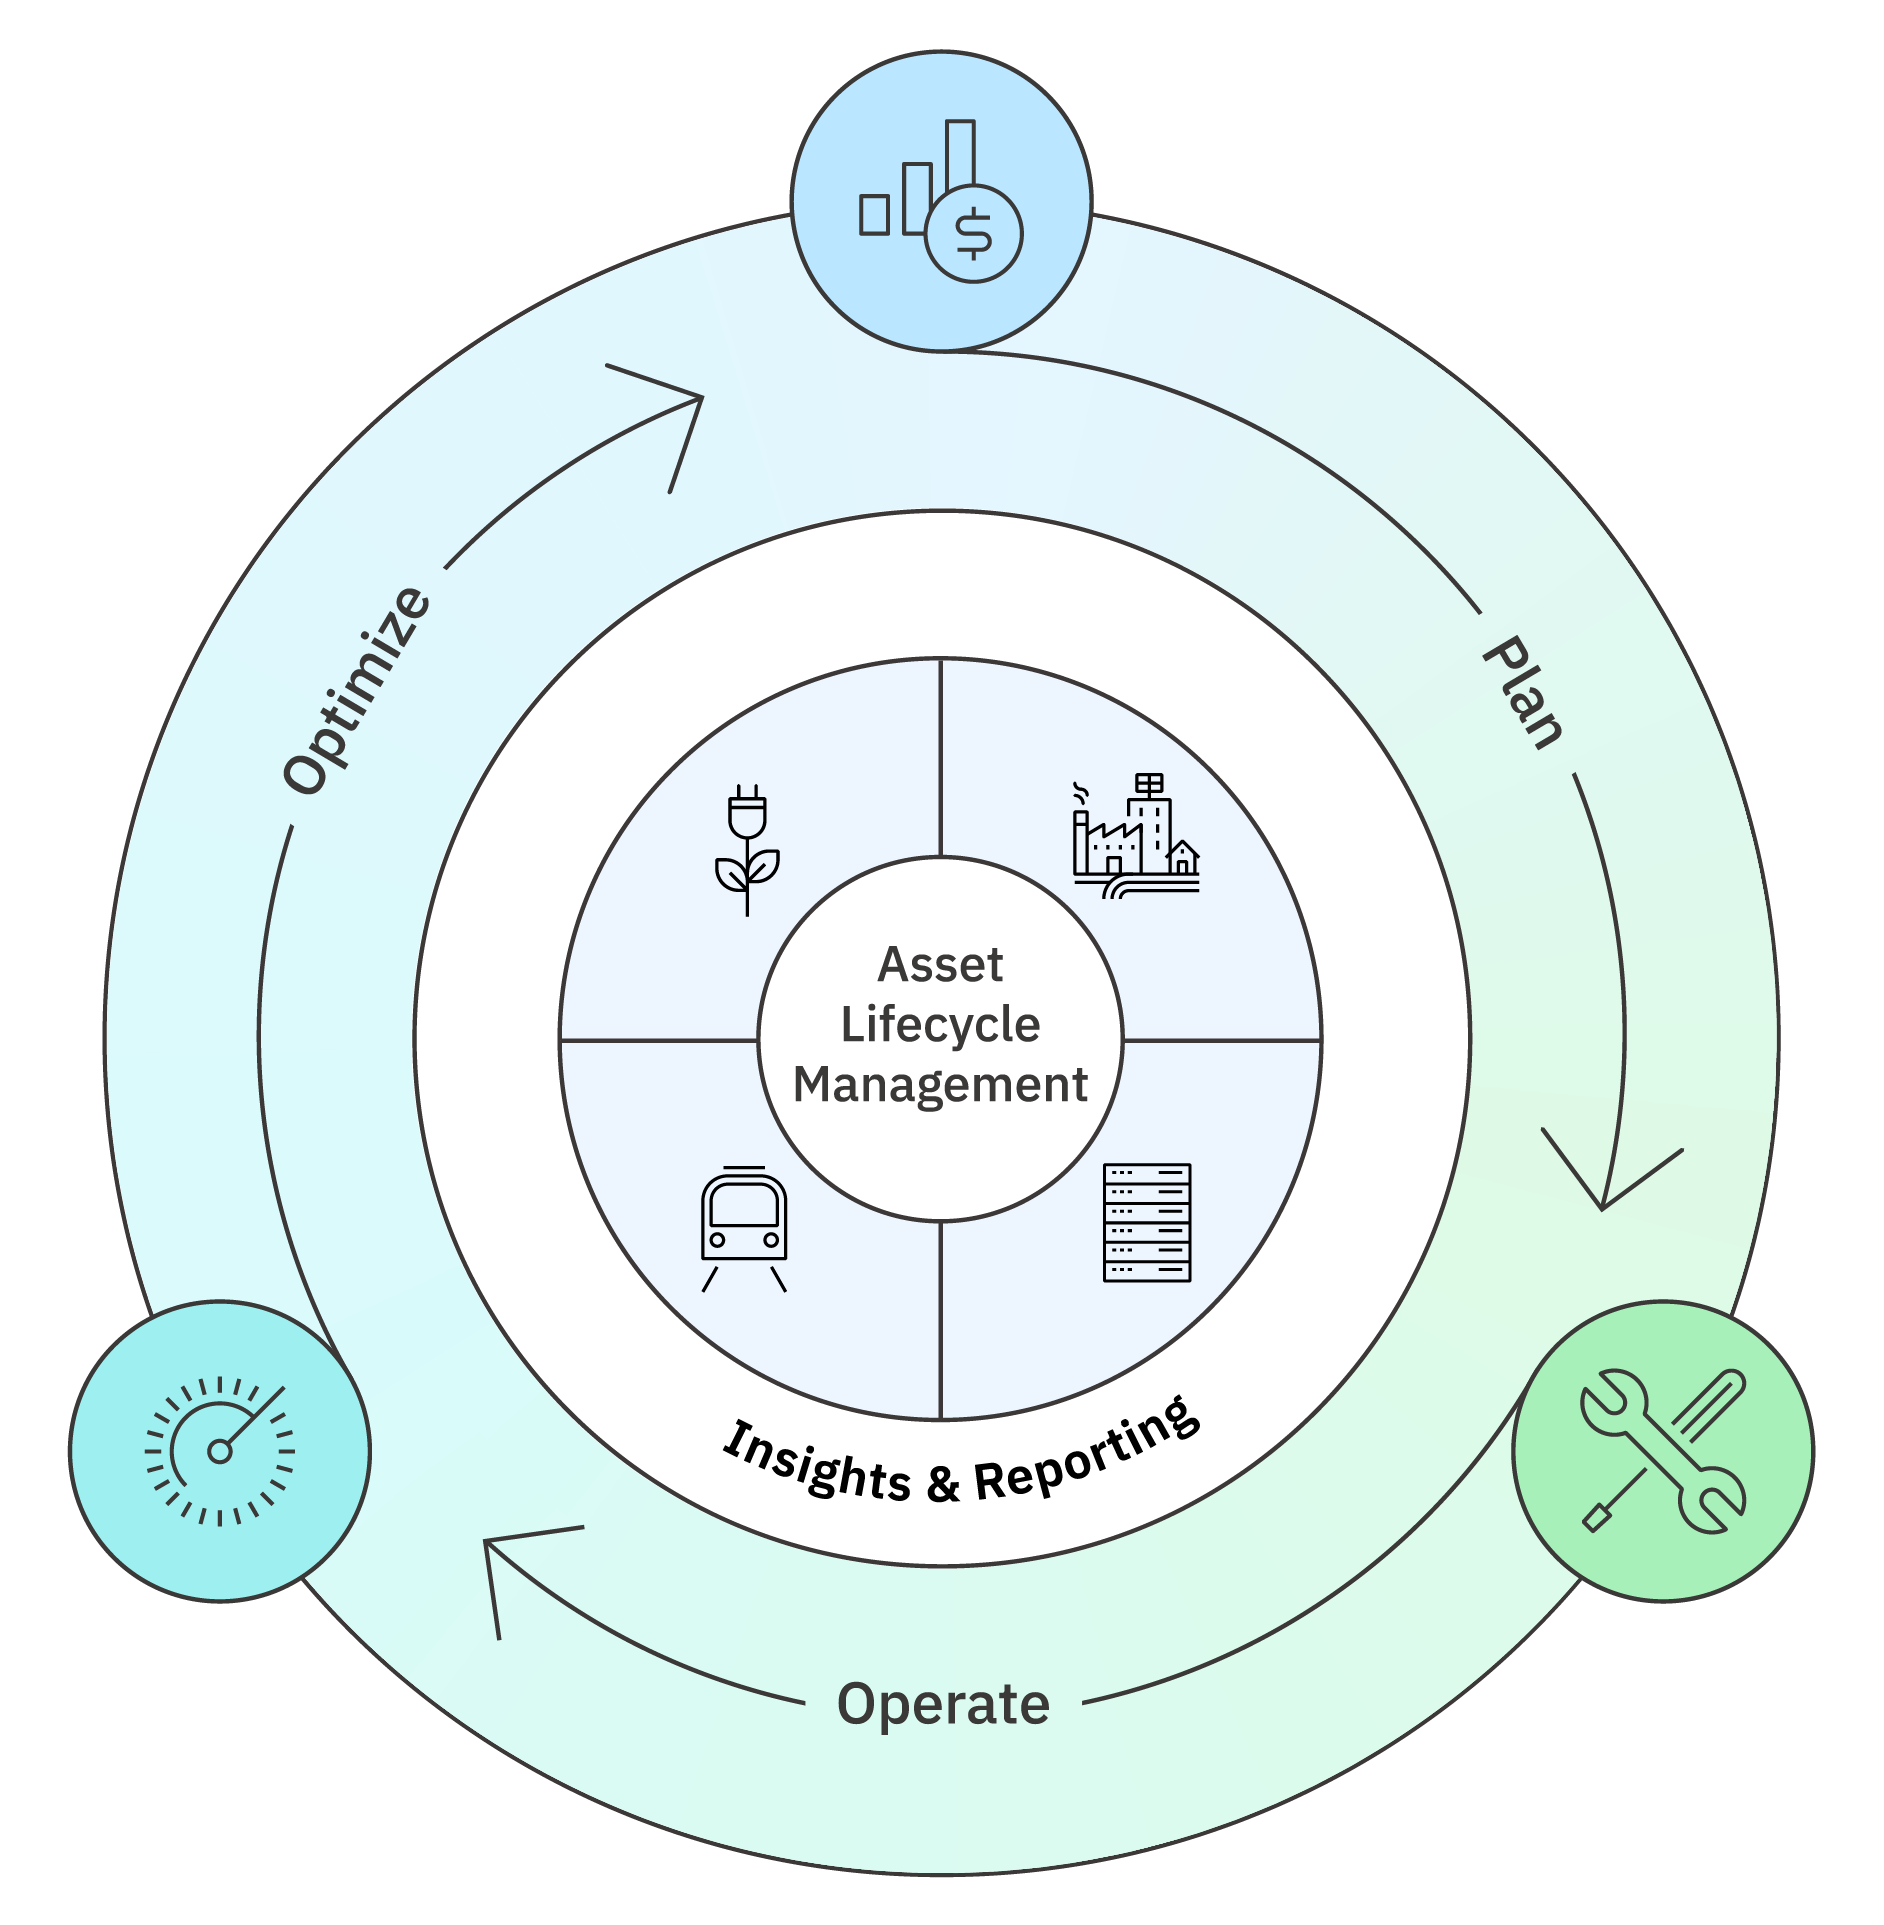 Optimize
Plan
Asset
Lifecycle
Management
Insights & Reporting
Operate
$